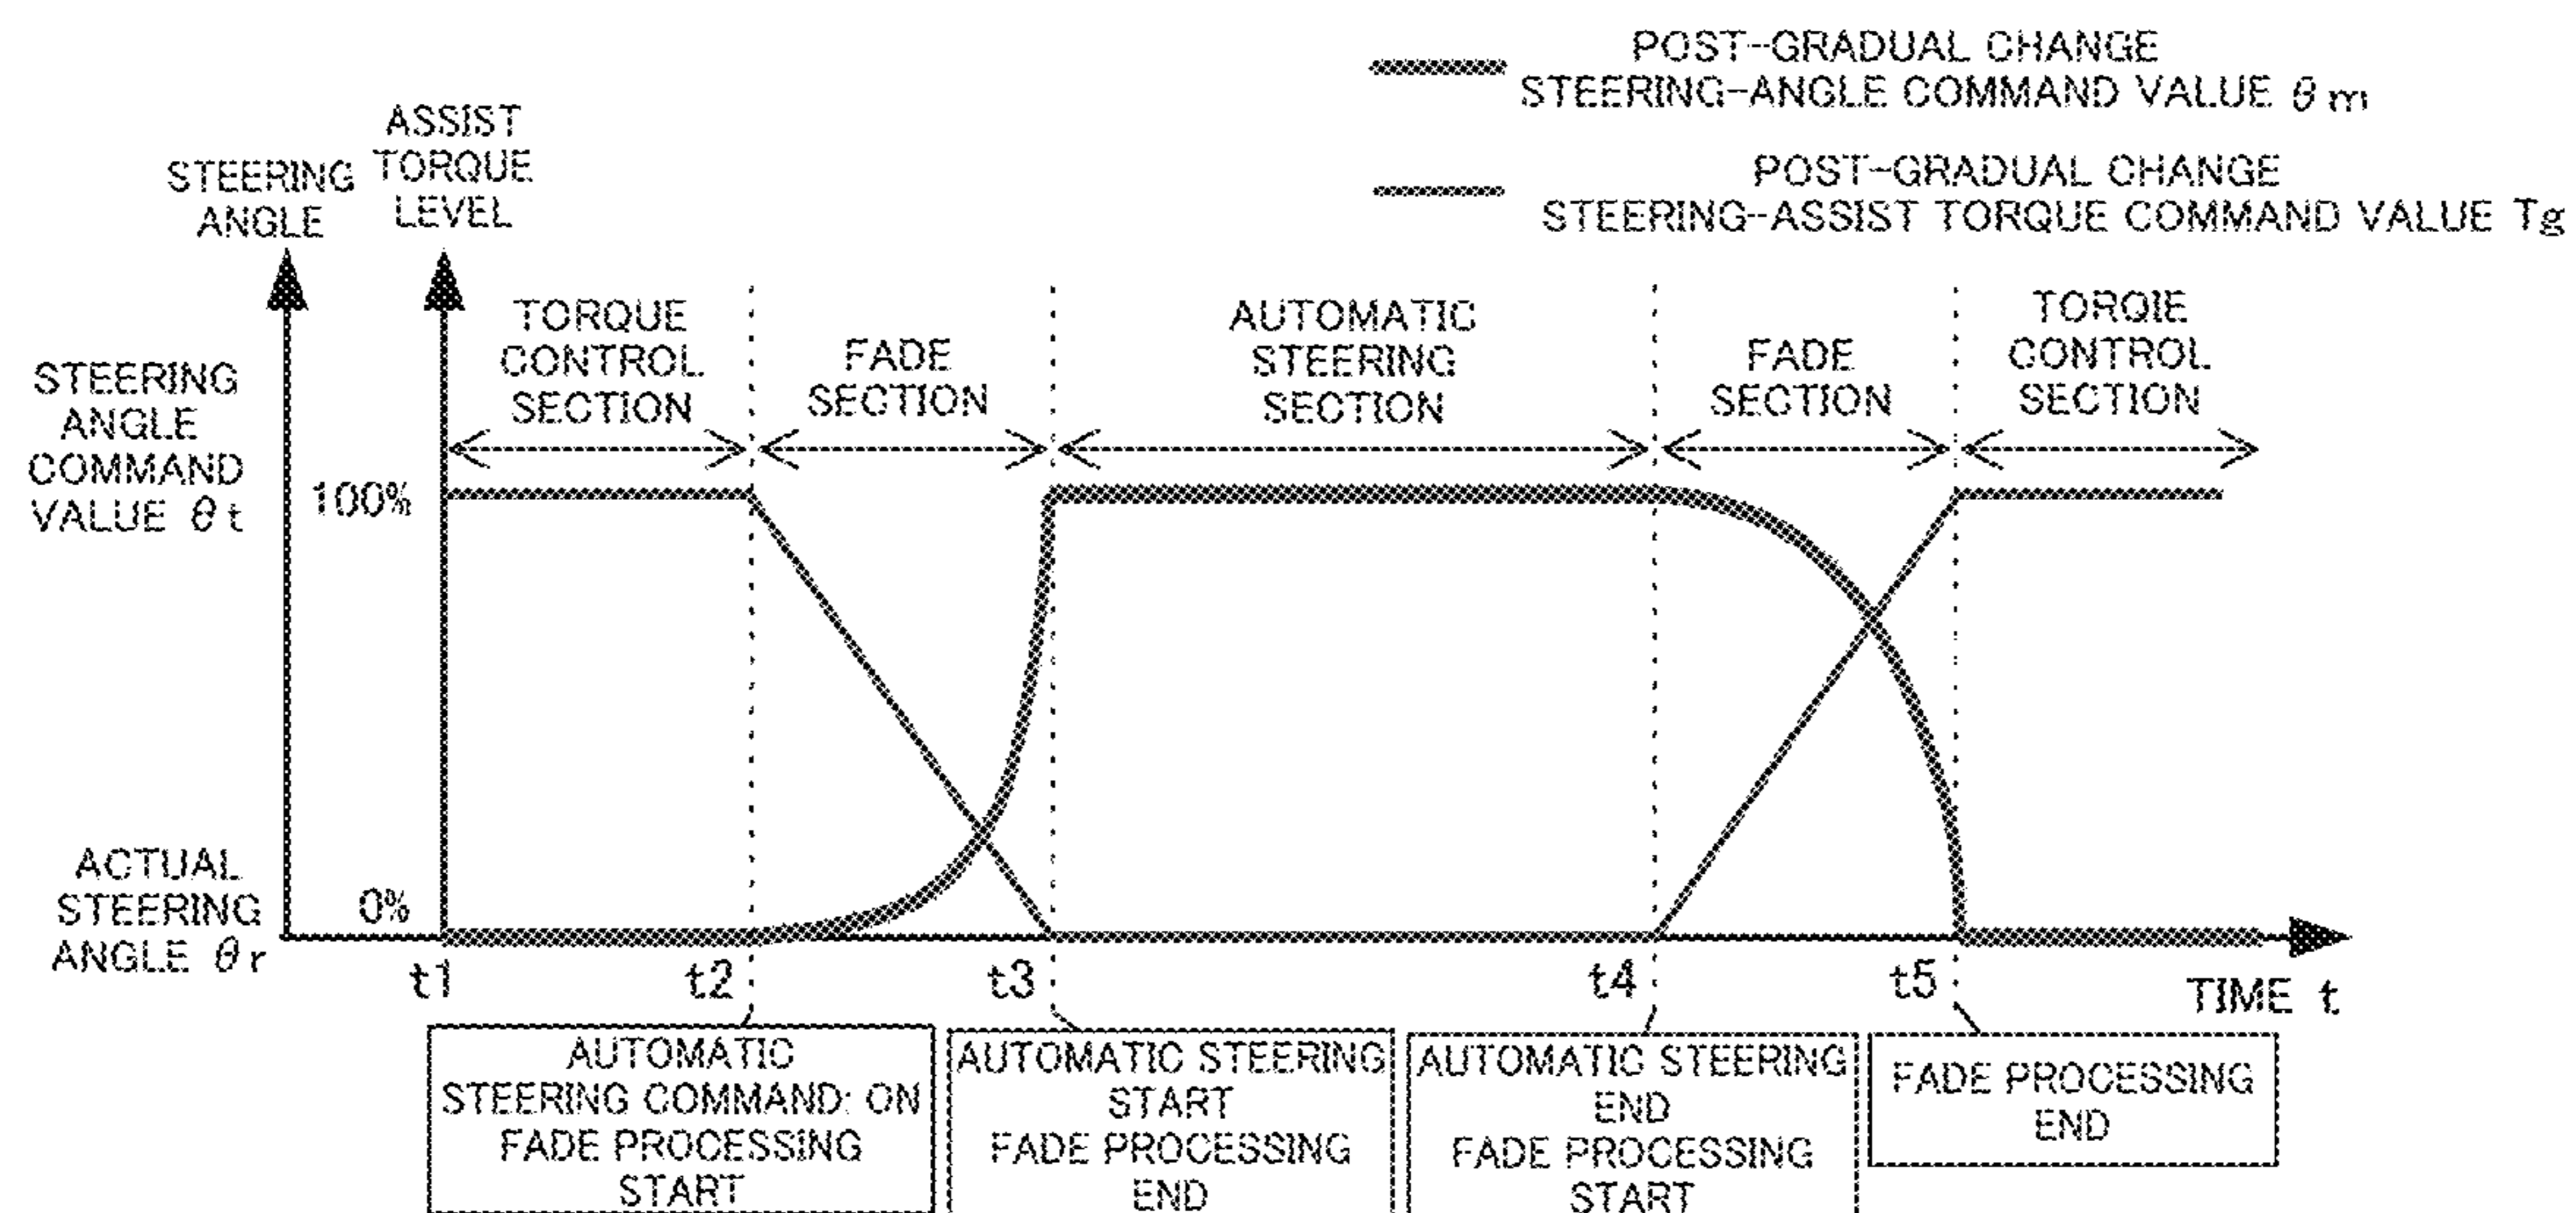 POST-GRADUAL CHANGE
STEERING-ANGLE COMMAND VALUE θm
POST-GRADUAL CHANGE
STEERING-ASSIST TORQUE COMMAND VALUE Tg
STEERING
ANGLE
ASSIST
TORQUE
LEVEL
TORQUE
CONTROL
SECTION
FADE
SECTION
AUTOMATIC
STEERING
SECTION
FADE
SECTION
TORQIE
CONTROL
SECTION
STEERING
ANGLE
COMMAND
VALUE θt
100%
ACTUAL
STEERING
ANGLE θr
0%
t1
t2
t3
t4
t5
TIME t
AUTOMATIC
STEERING COMMAND: ON
FADE PROCESSING
START
AUTOMATIC STEERING
START
FADE PROCESSING
END
AUTOMATIC STEERING
END
FADE PROCESSING
START
FADE PROCESSING
END